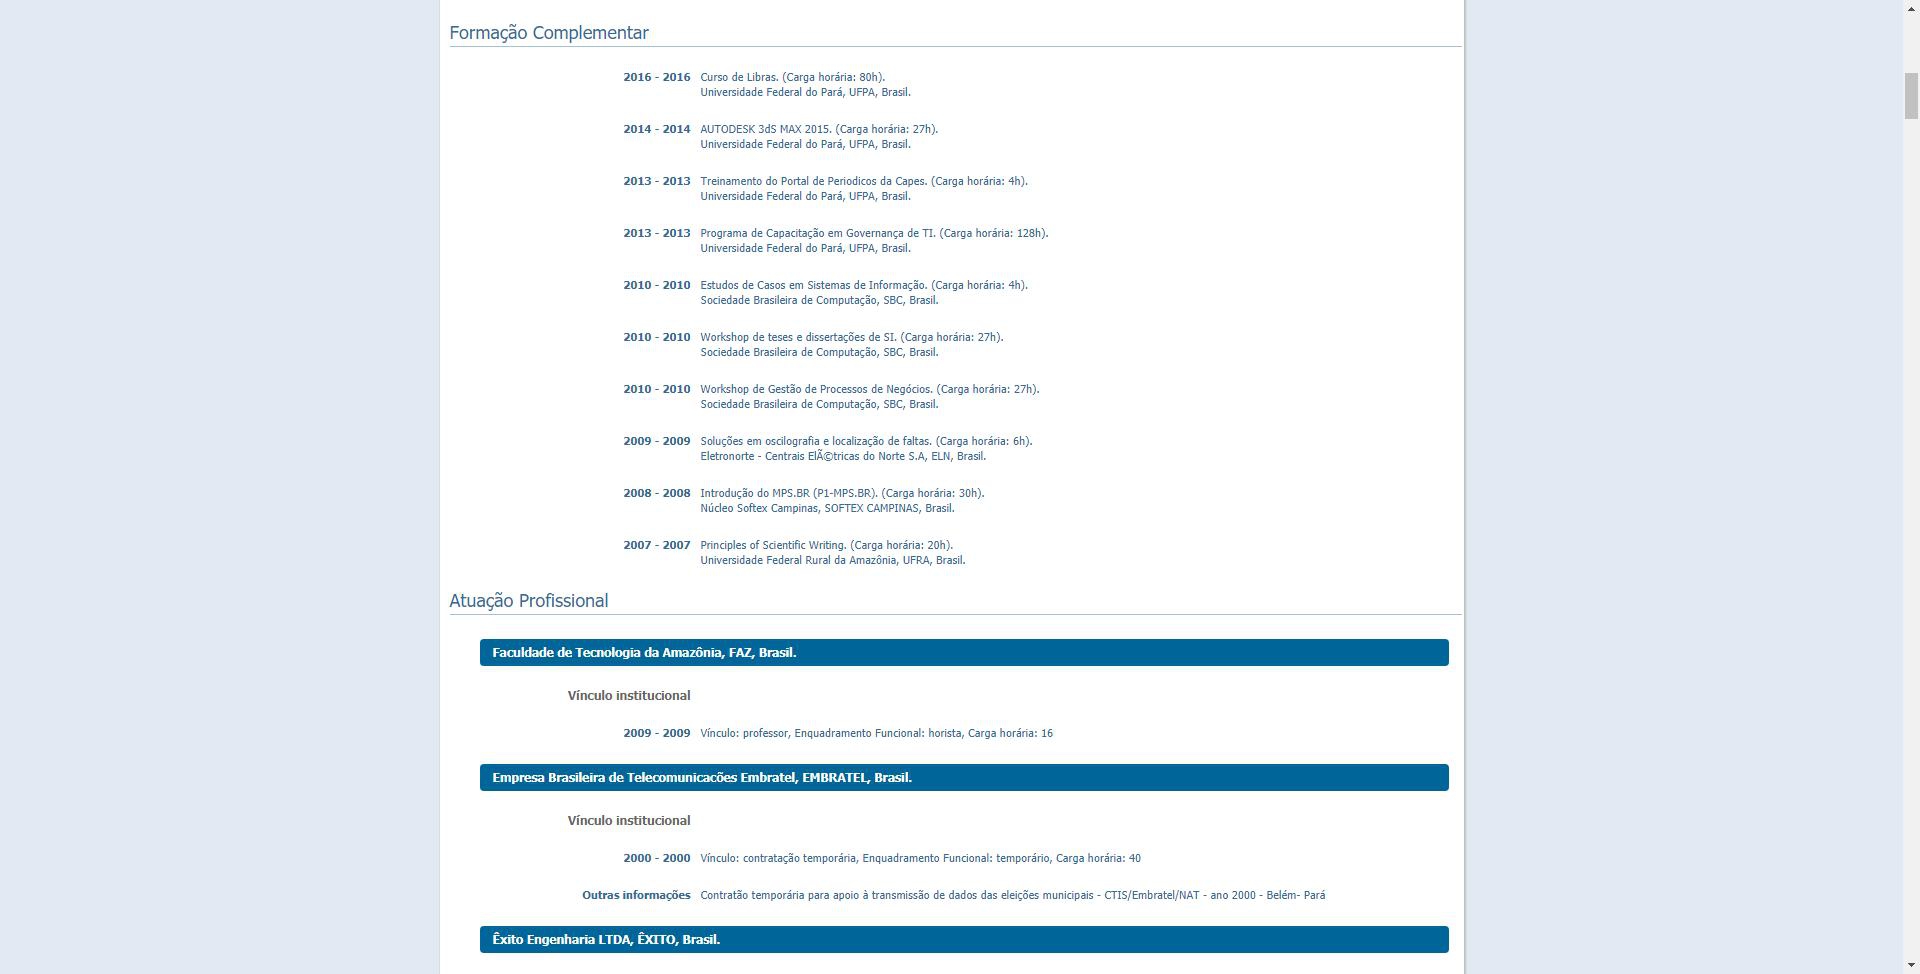 Formação Complementar
2016 - 2016 Curso de Libras. (Carga horária: 80h).
Universidade Federal do Pará, UFPA, Brasil.
2014 - 2014 AUTODESK 3dS MAX 2015. (Carga horária: 27h).
Universidade Federal do Pará, UFPA, Brasil.
2013 - 2013 Treinamento do Portal de Periodicos da Capes. (Carga horária: 4h).
Universidade Federal do Pará, UFPA, Brasil.
2013 - 2013 Programa de Capacitação em Governança de TI. (Carga horária: 128h).
Universidade Federal do Pará, UFPA, Brasil.
2010 - 2010 Estudos de Casos em Sistemas de Informação. (Carga horária: 4h).
Sociedade Brasileira de Computação, SBC, Brasil.
2010 - 2010 Workshop de teses e dissertações de SI. (Carga horária: 27h).
Sociedade Brasileira de Computação, SBC, Brasil.
2010 - 2010 Workshop de Gestão de Processos de Negócios. (Carga horária: 27h).
Sociedade Brasileira de Computação, SBC, Brasil.
2009 - 2009 Soluções em oscilografia e localização de faltas. (Carga horária: 6h).
Eletronorte - Centrais ElÃ©tricas do Norte S.A, ELN, Brasil.
2008 - 2008 Introdução do MPS.BR (P1-MPS.BR). (Carga horária: 30h).
Núcleo Softex Campinas, SOFTEX CAMPINAS, Brasil.
2007 - 2007 Principles of Scientific Writing. (Carga horária: 20h).
Universidade Federal Rural da Amazônia, UFRA, Brasil.
Atuação Profissional
Faculdade de Tecnologia da Amazônia, FAZ, Brasil.
Vínculo institucional
2009 - 2009 Vínculo: professor, Enquadramento Funcional: horista, Carga horária: 16
Empresa Brasileira de Telecomunicacões Embratel, EMBRATEL, Brasil.
Vínculo institucional
2000 - 2000 Vínculo: contratação temporária, Enquadramento Funcional: temporário, Carga horária: 40
Outras informações Contratão temporária para apoio à transmissão de dados das eleições municipais - CTIS/Embratel/NAT - ano 2000 - Belém- Pará
Êxito Engenharia LTDA, ÊXITO, Brasil.